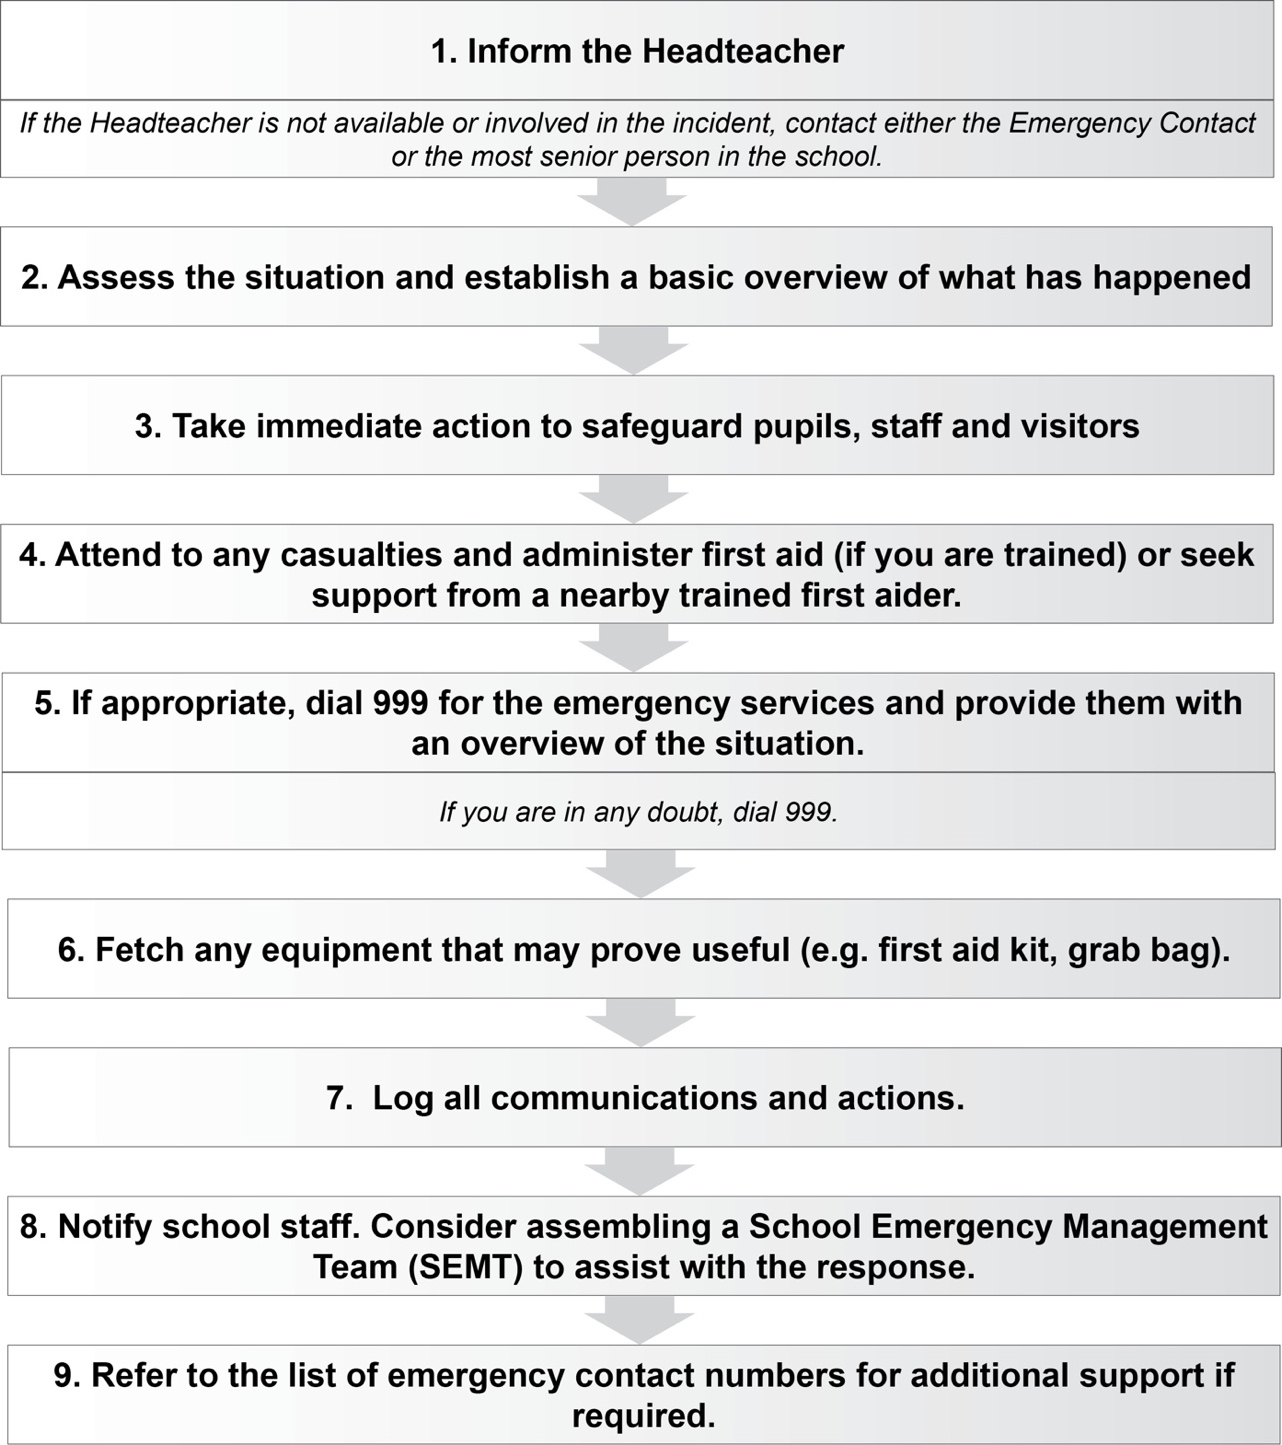 1. Inform the Headteacher
If the Headteacher is not available or involved in the incident, contact either the Emergency Contact
or the most senior person in the school.
2. Assess the situation and establish a basic overview of what has happened
3. Take immediate action to safeguard pupils, staff and visitors
4. Attend to any casualties and administer first aid (if you are trained) or seek
support from a nearby trained first aider.
5. If appropriate, dial 999 for the emergency services and provide them with
an overview of the situation.
If you are in any doubt, dial 999.
6. Fetch any equipment that may prove useful (e.g. first aid kit, grab bag).
7.  Log all communications and actions.
8. Notify school staff. Consider assembling a School Emergency Management
Team (SEMT) to assist with the response.
9. Refer to the list of emergency contact numbers for additional support if
required.